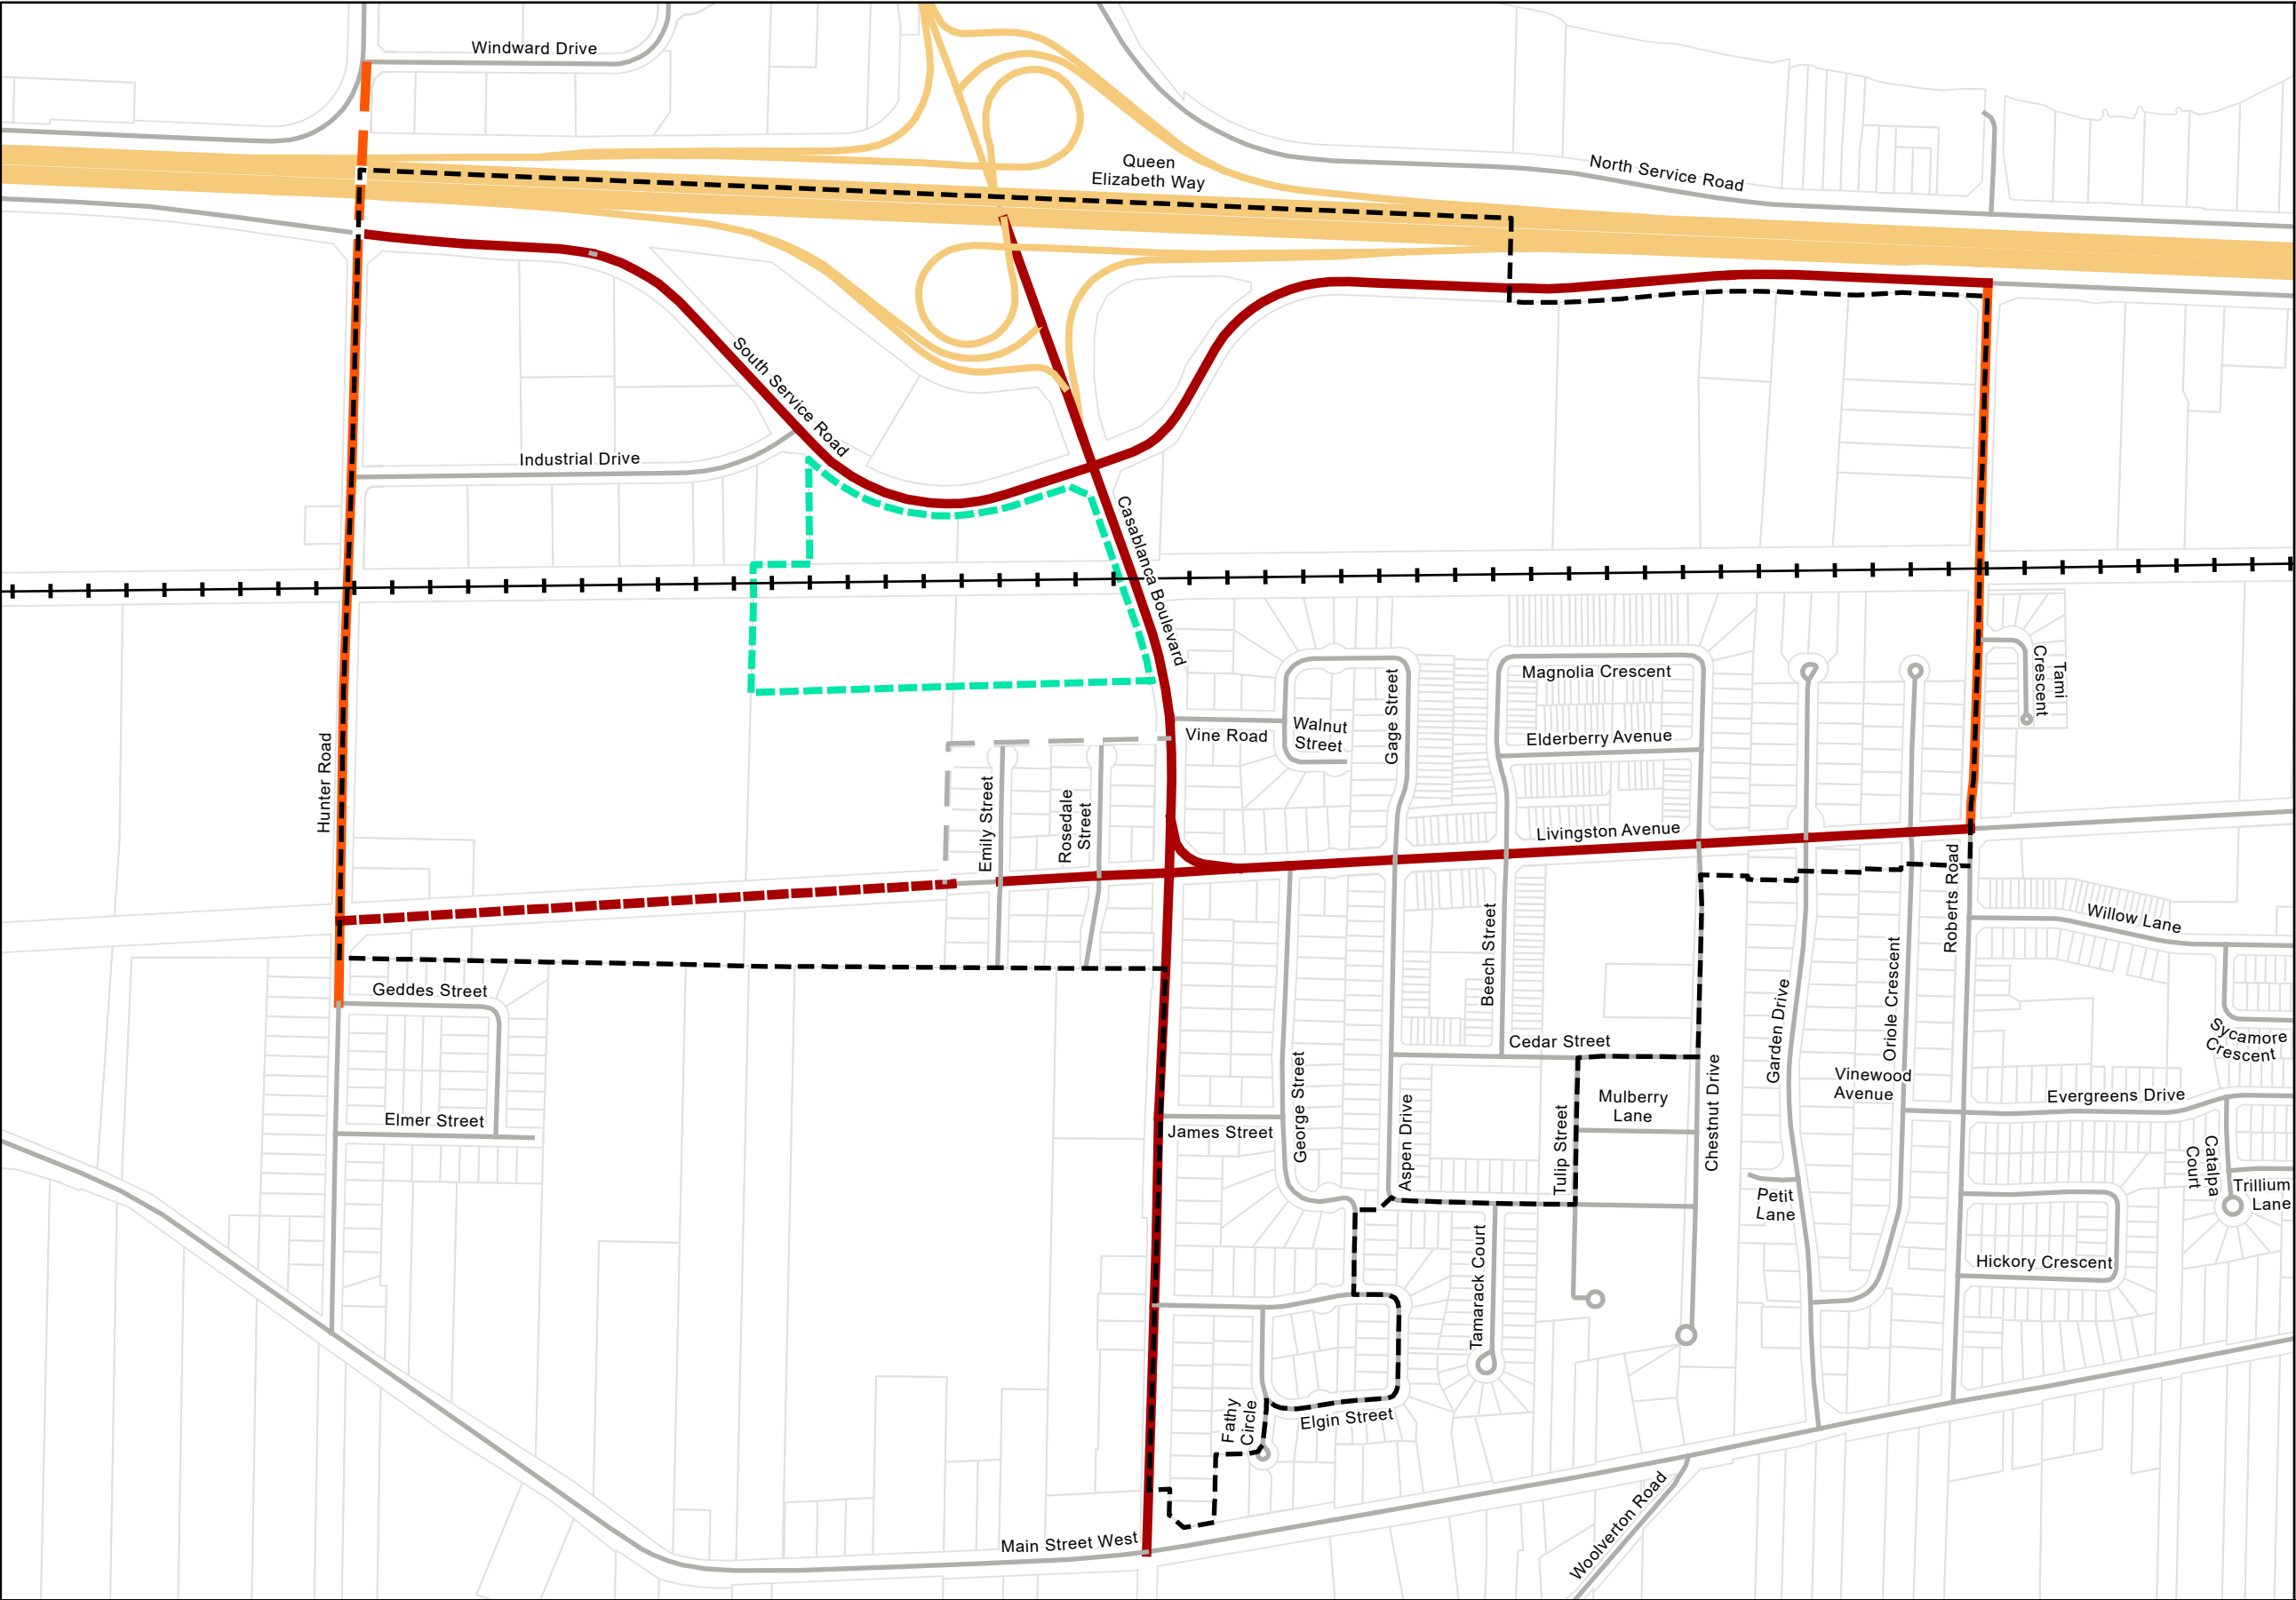 Windward Drive
Queen
Elizabeth Way
North Service Road
South Service Road
Industrial Drive
Casablanca Boulevard
Hunter Road
Magnolia Crescent
Tami
Crescent
Gage Street
Walnut
Street
Vine Road
Elderberry Avenue
Emily Street
Rosedale
Street
Livingston Avenue
Roberts Road
Willow Lane
Beech Street
Oriole Crescent
Garden Drive
Geddes Street
Sycamore
Crescent
Cedar Street
George Street
Chestnut Drive
Vinewood
Avenue
Evergreens Drive
Mulberry
Lane
Elmer Street
James Street
Aspen Drive
Tulip Street
Catalpa
Court
Petit
Lane
Trillium
Lane
Hickory Crescent
Tamarack Court
Fathy
Circle
Elgin Street
Main Street West
Woolverton Road